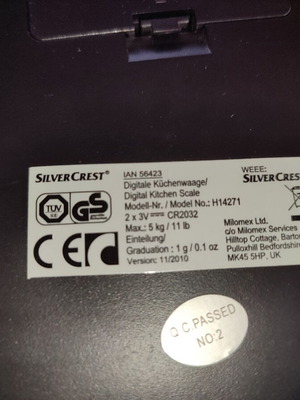 IAN 56423
SILVERCREST
Digitale Küchenwaage/
Digital Kitchen Scale
Modell-Nr. / Model No.: H14271
2 x 3V CR2032
Max.: 5 kg / 11 lb
Einteilung/
Graduation : 1 g / 0.1 oz
Version: 11/2010
TÜV
GS
CE
WEEE:
SILVERCREST
Milomex Ltd.
c/o Milomex Services
Hilltop Cottage, Barton
Pulloxhill Bedfordshire
MK45 5HP, UK
Q.C.PASSED
NO:2